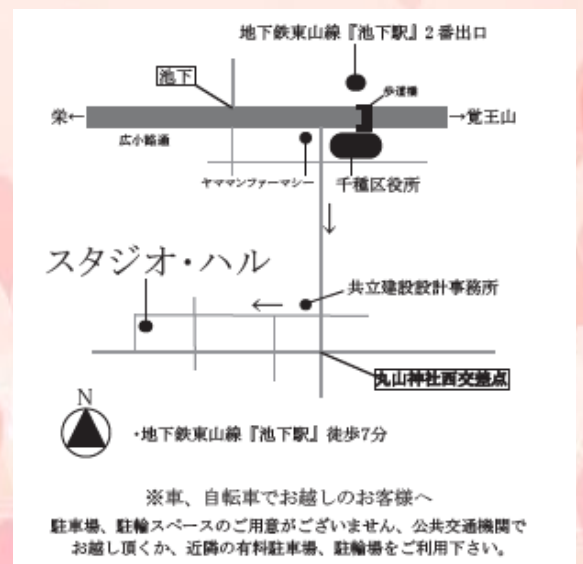 地下鉄東山線『池下駅』2番出口
池下
歩道橋
栄←
→覚王山
広小路通
ヤママンファーマシー
千種区役所
↓
スタジオ・ハル
共立建設設計事務所
←
丸山神社西交差点
N
・地下鉄東山線『池下駅』徒歩7分
※車、自転車でお越しのお客様へ
駐車場、駐輪スペースのご用意がございません、公共交通機関で
お越し頂くか、近隣の有料駐車場、駐輪場をご利用下さい。